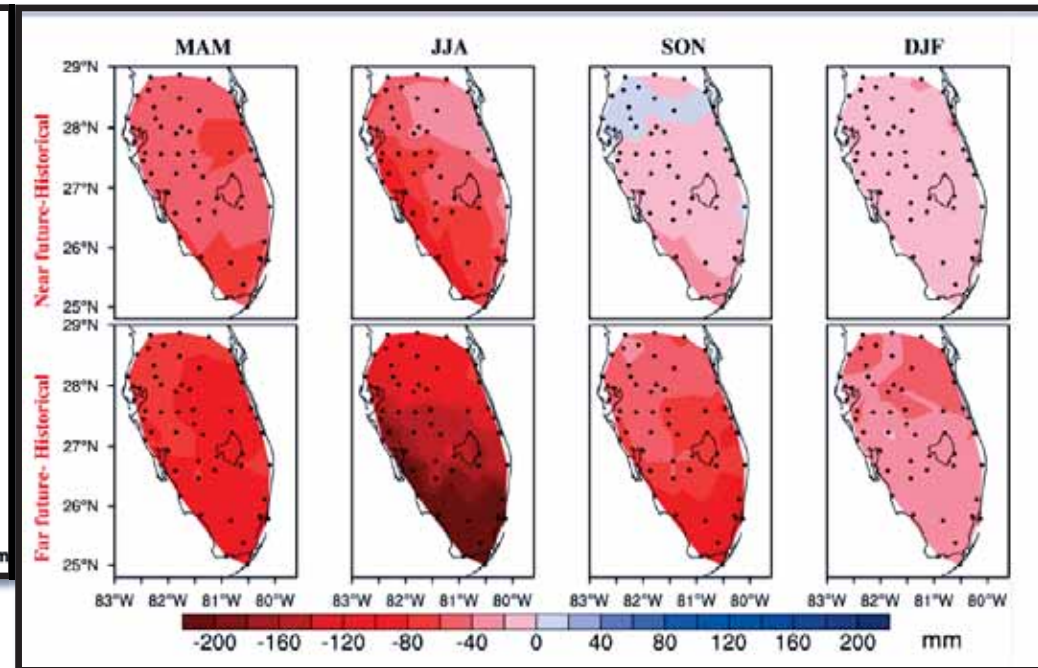 MAM JJA SON DJF
Near future-Historical
29°N
28°N
27°N
26°N
25°N
Far future- Historical
29°N
28°N
27°N
26°N
25°N
m
83°W 82°W 81°W 80°W 83°W 82°W 81°W 80°W 83°W 82°W 81°W 80°W 83°W 82°W 81°W 80°W
-200 -160 -120 -80 -40 0 40 80 120 160 200 mm